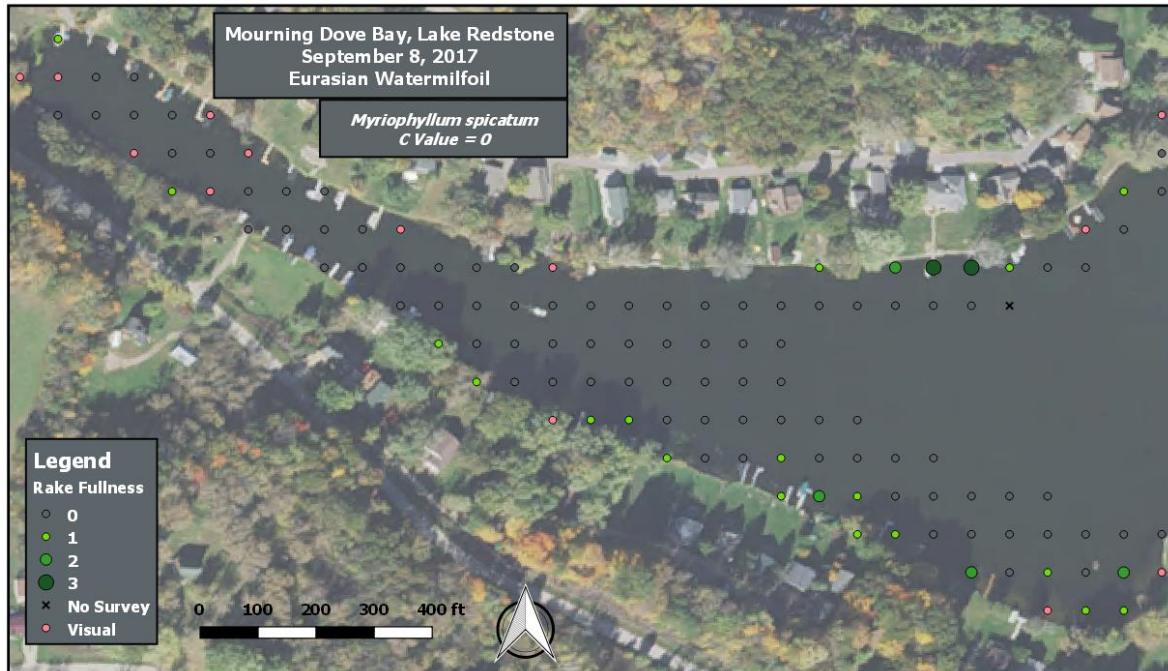 Mourning Dove Bay, Lake Redstone
September 8, 2017
Eurasian Watermilfoil
Myriophyllum spicatum
C Value = 0
Legend
Rake Fullness
0
1
2
3
No Survey
Visual
0 100 200 300 400 ft